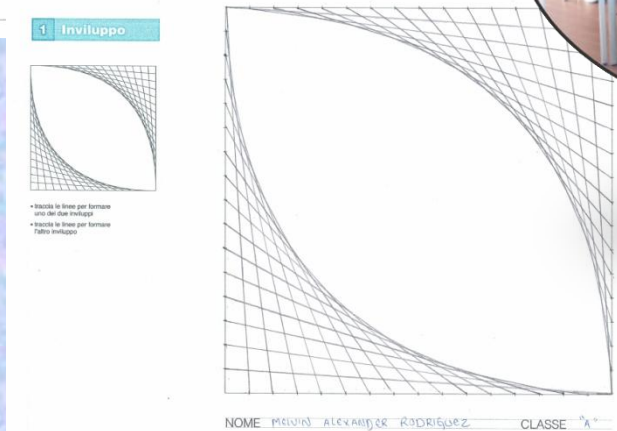 1 Inviluppo
• traccia le linee per formare
uno dei due inviluppi
• traccia le linee per formare
l'altro inviluppo
NOME MELVIN ALEXANDER RODRIGUEZ CLASSE "A"